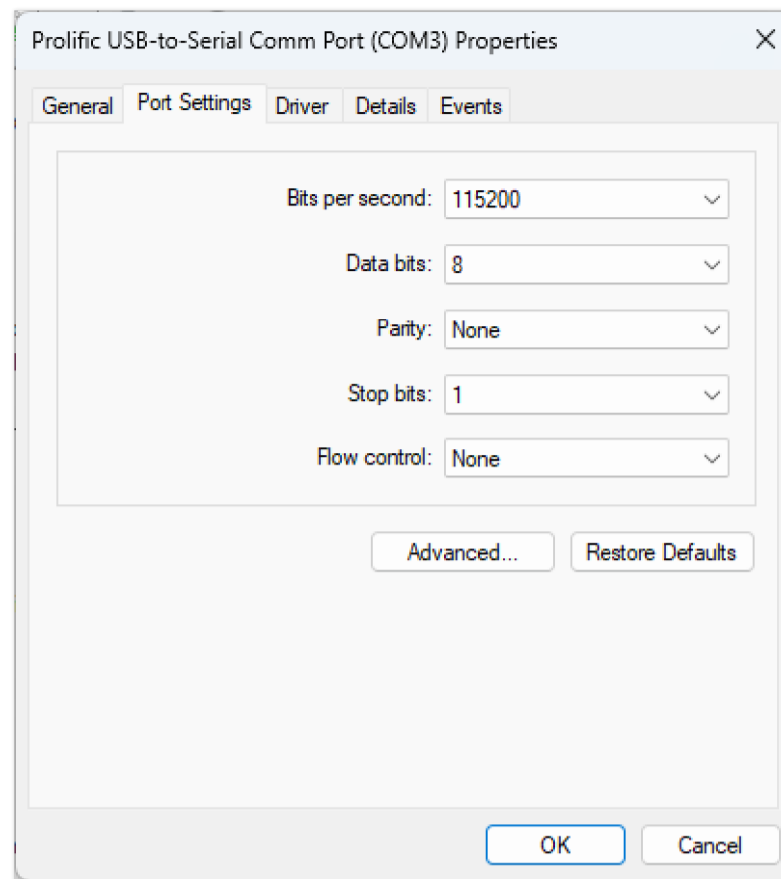 Prolific USB-to-Serial Comm Port (COM3) Properties
General Port Settings Driver Details Events
Bits per second: 115200
Data bits: 8
Parity: None
Stop bits: 1
Flow control: None
Advanced... Restore Defaults
OK Cancel